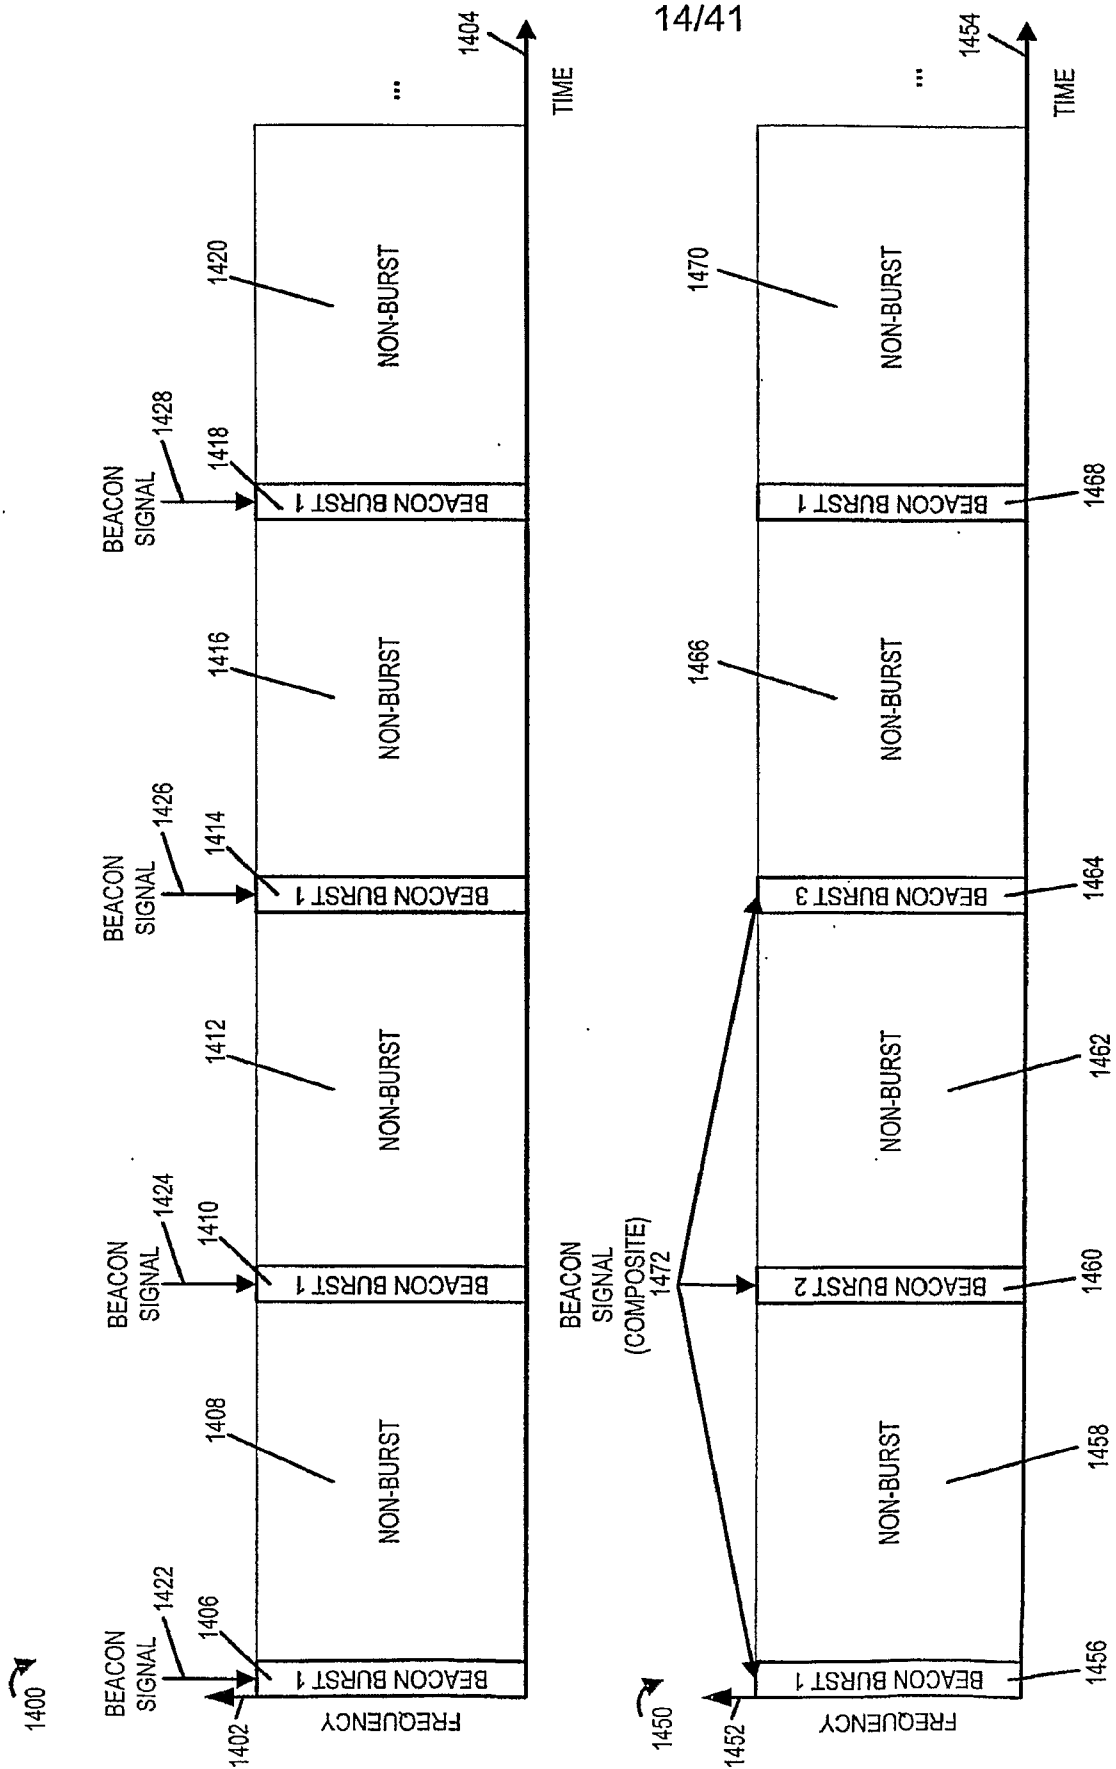 14/41
1400
BEACON
SIGNAL
1422
1406
BEACON
SIGNAL
1424
1410
BEACON
SIGNAL
1426
1414
BEACON
SIGNAL
1428
1418
1408
1412
1416
1420
1402
FREQUENCY
BEACON BURST 1
NON-BURST
BEACON BURST 1
NON-BURST
BEACON BURST 1
NON-BURST
BEACON BURST 1
NON-BURST
...
1404
TIME
1450
BEACON
SIGNAL
(COMPOSITE)
1472
1466
1470
1452
FREQUENCY
BEACON BURST 1
NON-BURST
BEACON BURST 2
NON-BURST
BEACON BURST 3
NON-BURST
BEACON BURST 1
NON-BURST
...
1454
TIME
1456
1458
1460
1462
1464
1468